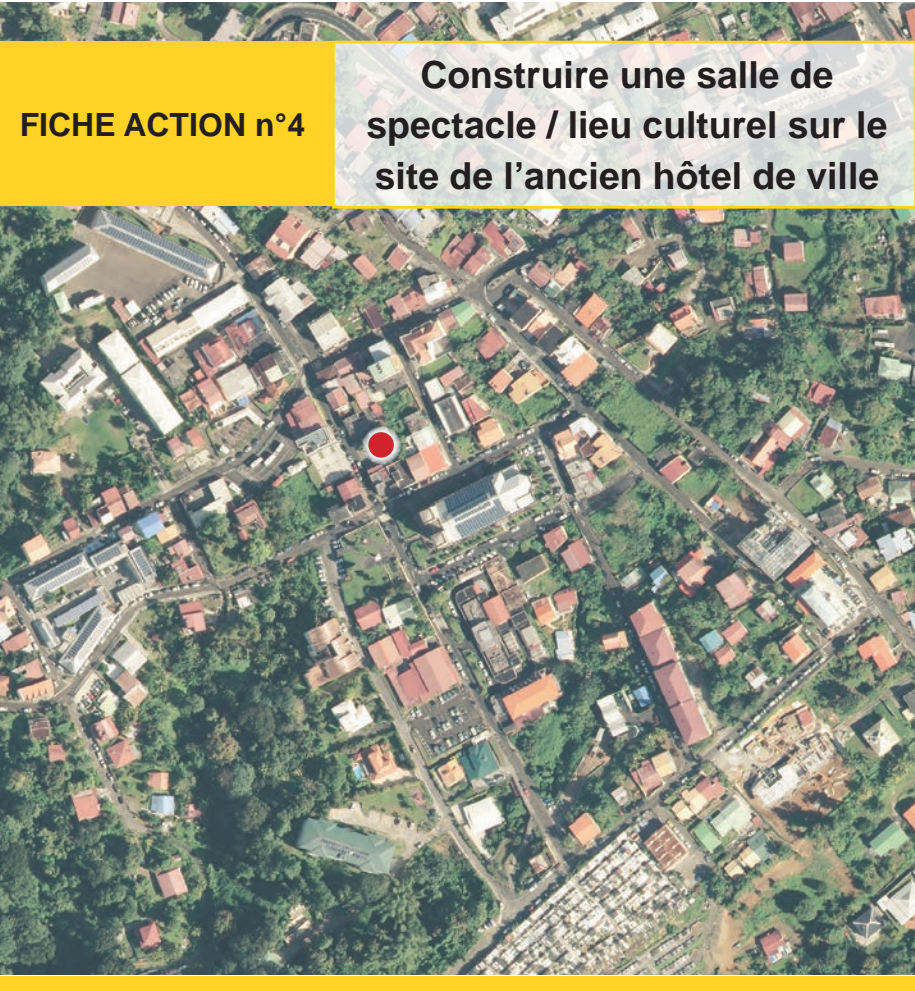 FICHE ACTION n°4
Construire une salle de
spectacle / lieu culturel sur le
site de l’ancien hôtel de ville